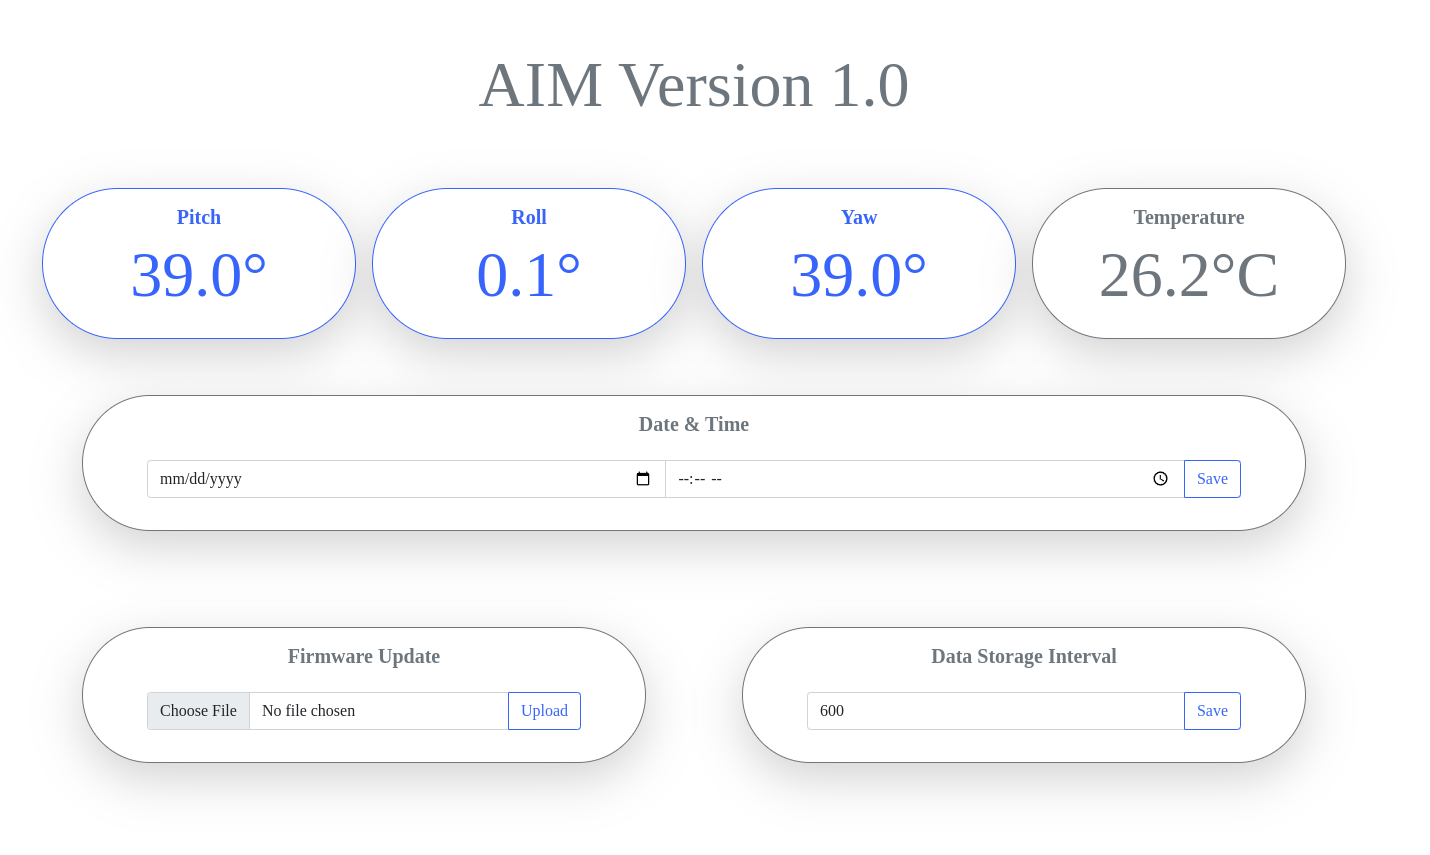 AIM Version 1.0
Pitch
39.0°
Roll
0.1°
Yaw
39.0°
Temperature
26.2°C
Date & Time
mm/dd/yyyy
--:-- --
Save
Firmware Update
Choose File
No file chosen
Upload
Data Storage Interval
600
Save